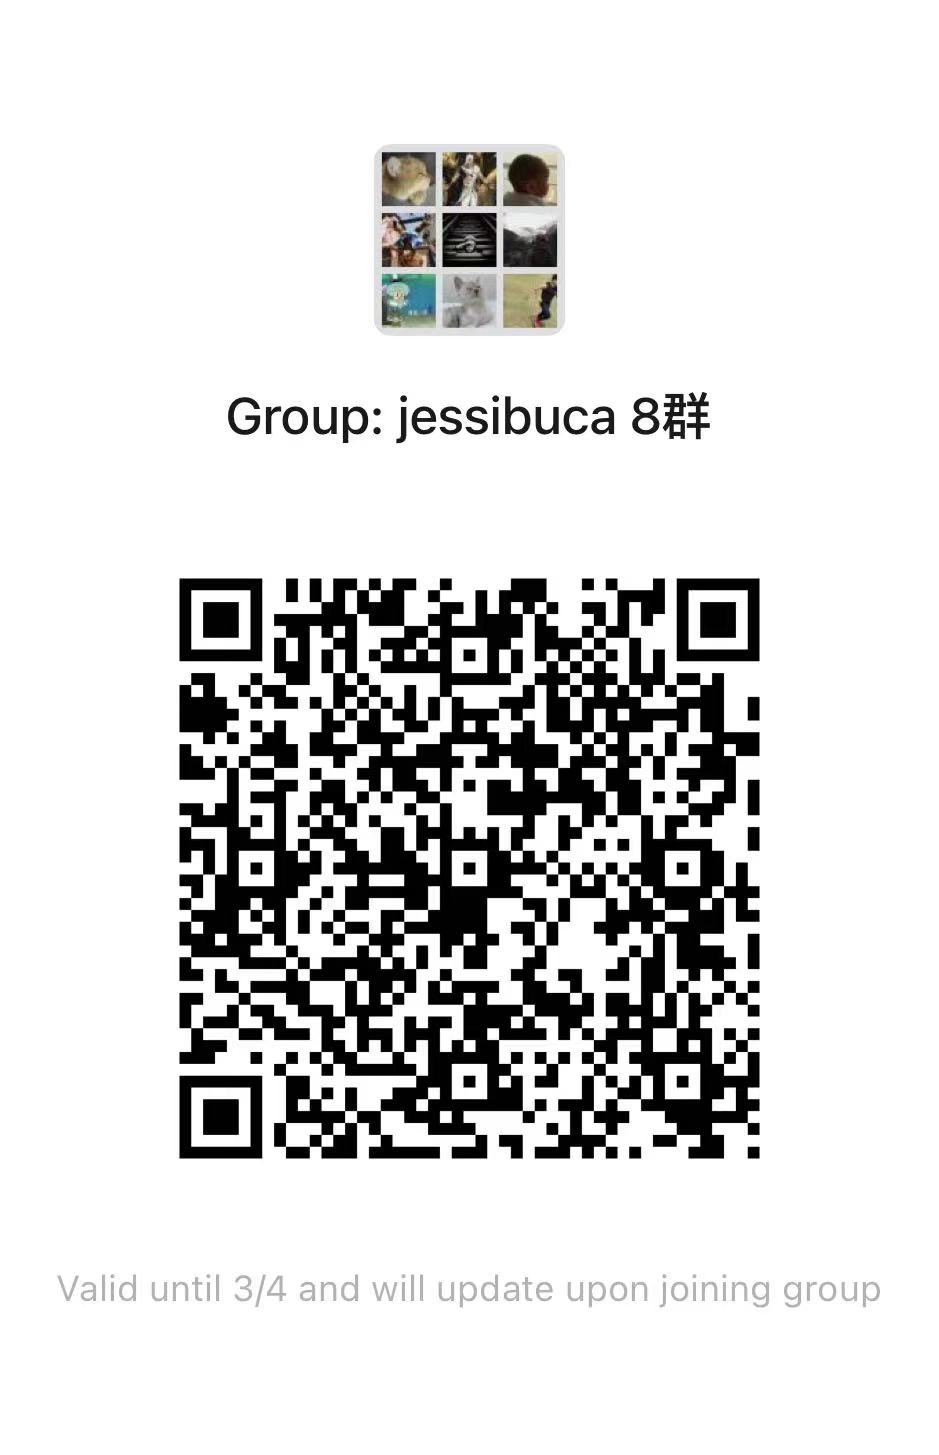 Group: jessibuca 8群
Valid until 3/4 and will update upon joining group